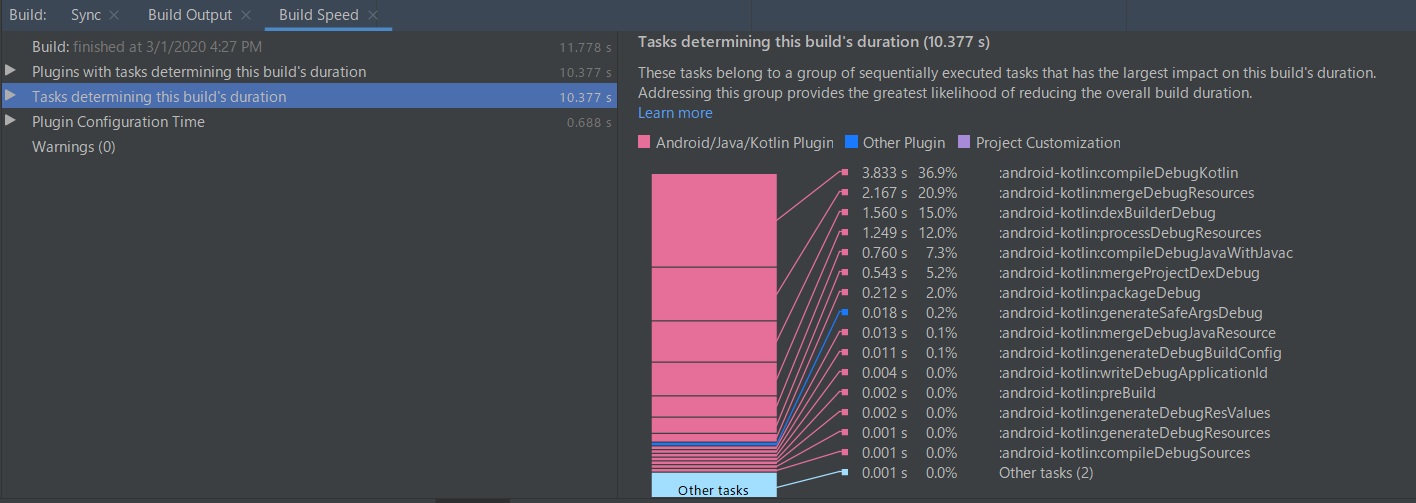 Build: Sync Build Output Build Speed
Build: finished at 3/1/2020 4:27 PM 11.778 s
Plugins with tasks determining this build's duration 10.377 s
Tasks determining this build's duration 10.377 s
Plugin Configuration Time 0.688 s
Warnings (0)
Tasks determining this build's duration (10.377 s)
These tasks belong to a group of sequentially executed tasks that has the largest impact on this build's duration.
Addressing this group provides the greatest likelihood of reducing the overall build duration.
Learn more
Android/Java/Kotlin Plugin Other Plugin Project Customization
3.833 s 36.9% :android-kotlin:compileDebugKotlin
2.167 s 20.9% :android-kotlin:mergeDebugResources
1.560 s 15.0% :android-kotlin:dexBuilderDebug
1.249 s 12.0% :android-kotlin:processDebugResources
0.760 s 7.3% :android-kotlin:compileDebugJavaWithJavac
0.543 s 5.2% :android-kotlin:mergeProjectDexDebug
0.212 s 2.0% :android-kotlin:packageDebug
0.018 s 0.2% :android-kotlin:generateSafeArgsDebug
0.013 s 0.1% :android-kotlin:mergeDebugJavaResource
0.011 s 0.1% :android-kotlin:generateDebugBuildConfig
0.004 s 0.0% :android-kotlin:writeDebugApplicationId
0.002 s 0.0% :android-kotlin:preBuild
0.002 s 0.0% :android-kotlin:generateDebugResValues
0.001 s 0.0% :android-kotlin:generateDebugResources
0.001 s 0.0% :android-kotlin:compileDebugSources
0.001 s 0.0% Other tasks (2)
Other tasks